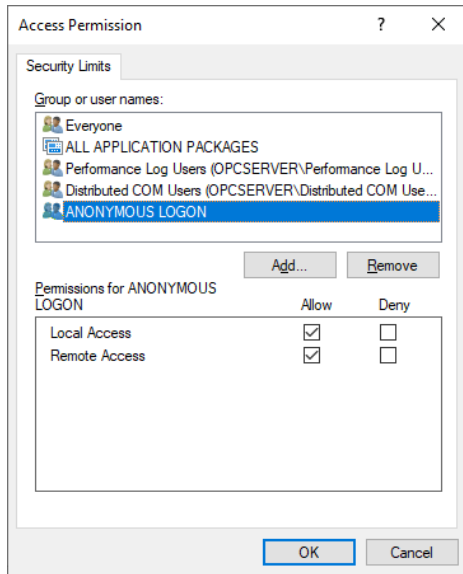 Access Permission
Security Limits
Group or user names:
Everyone
ALL APPLICATION PACKAGES
Performance Log Users (OPCSERVER\Performance Log U...
Distributed COM Users (OPCSERVER\Distributed COM Use...
ANONYMOUS LOGON
Add... Remove
Permissions for ANONYMOUS
LOGON Allow Deny
Local Access
Remote Access
OK Cancel